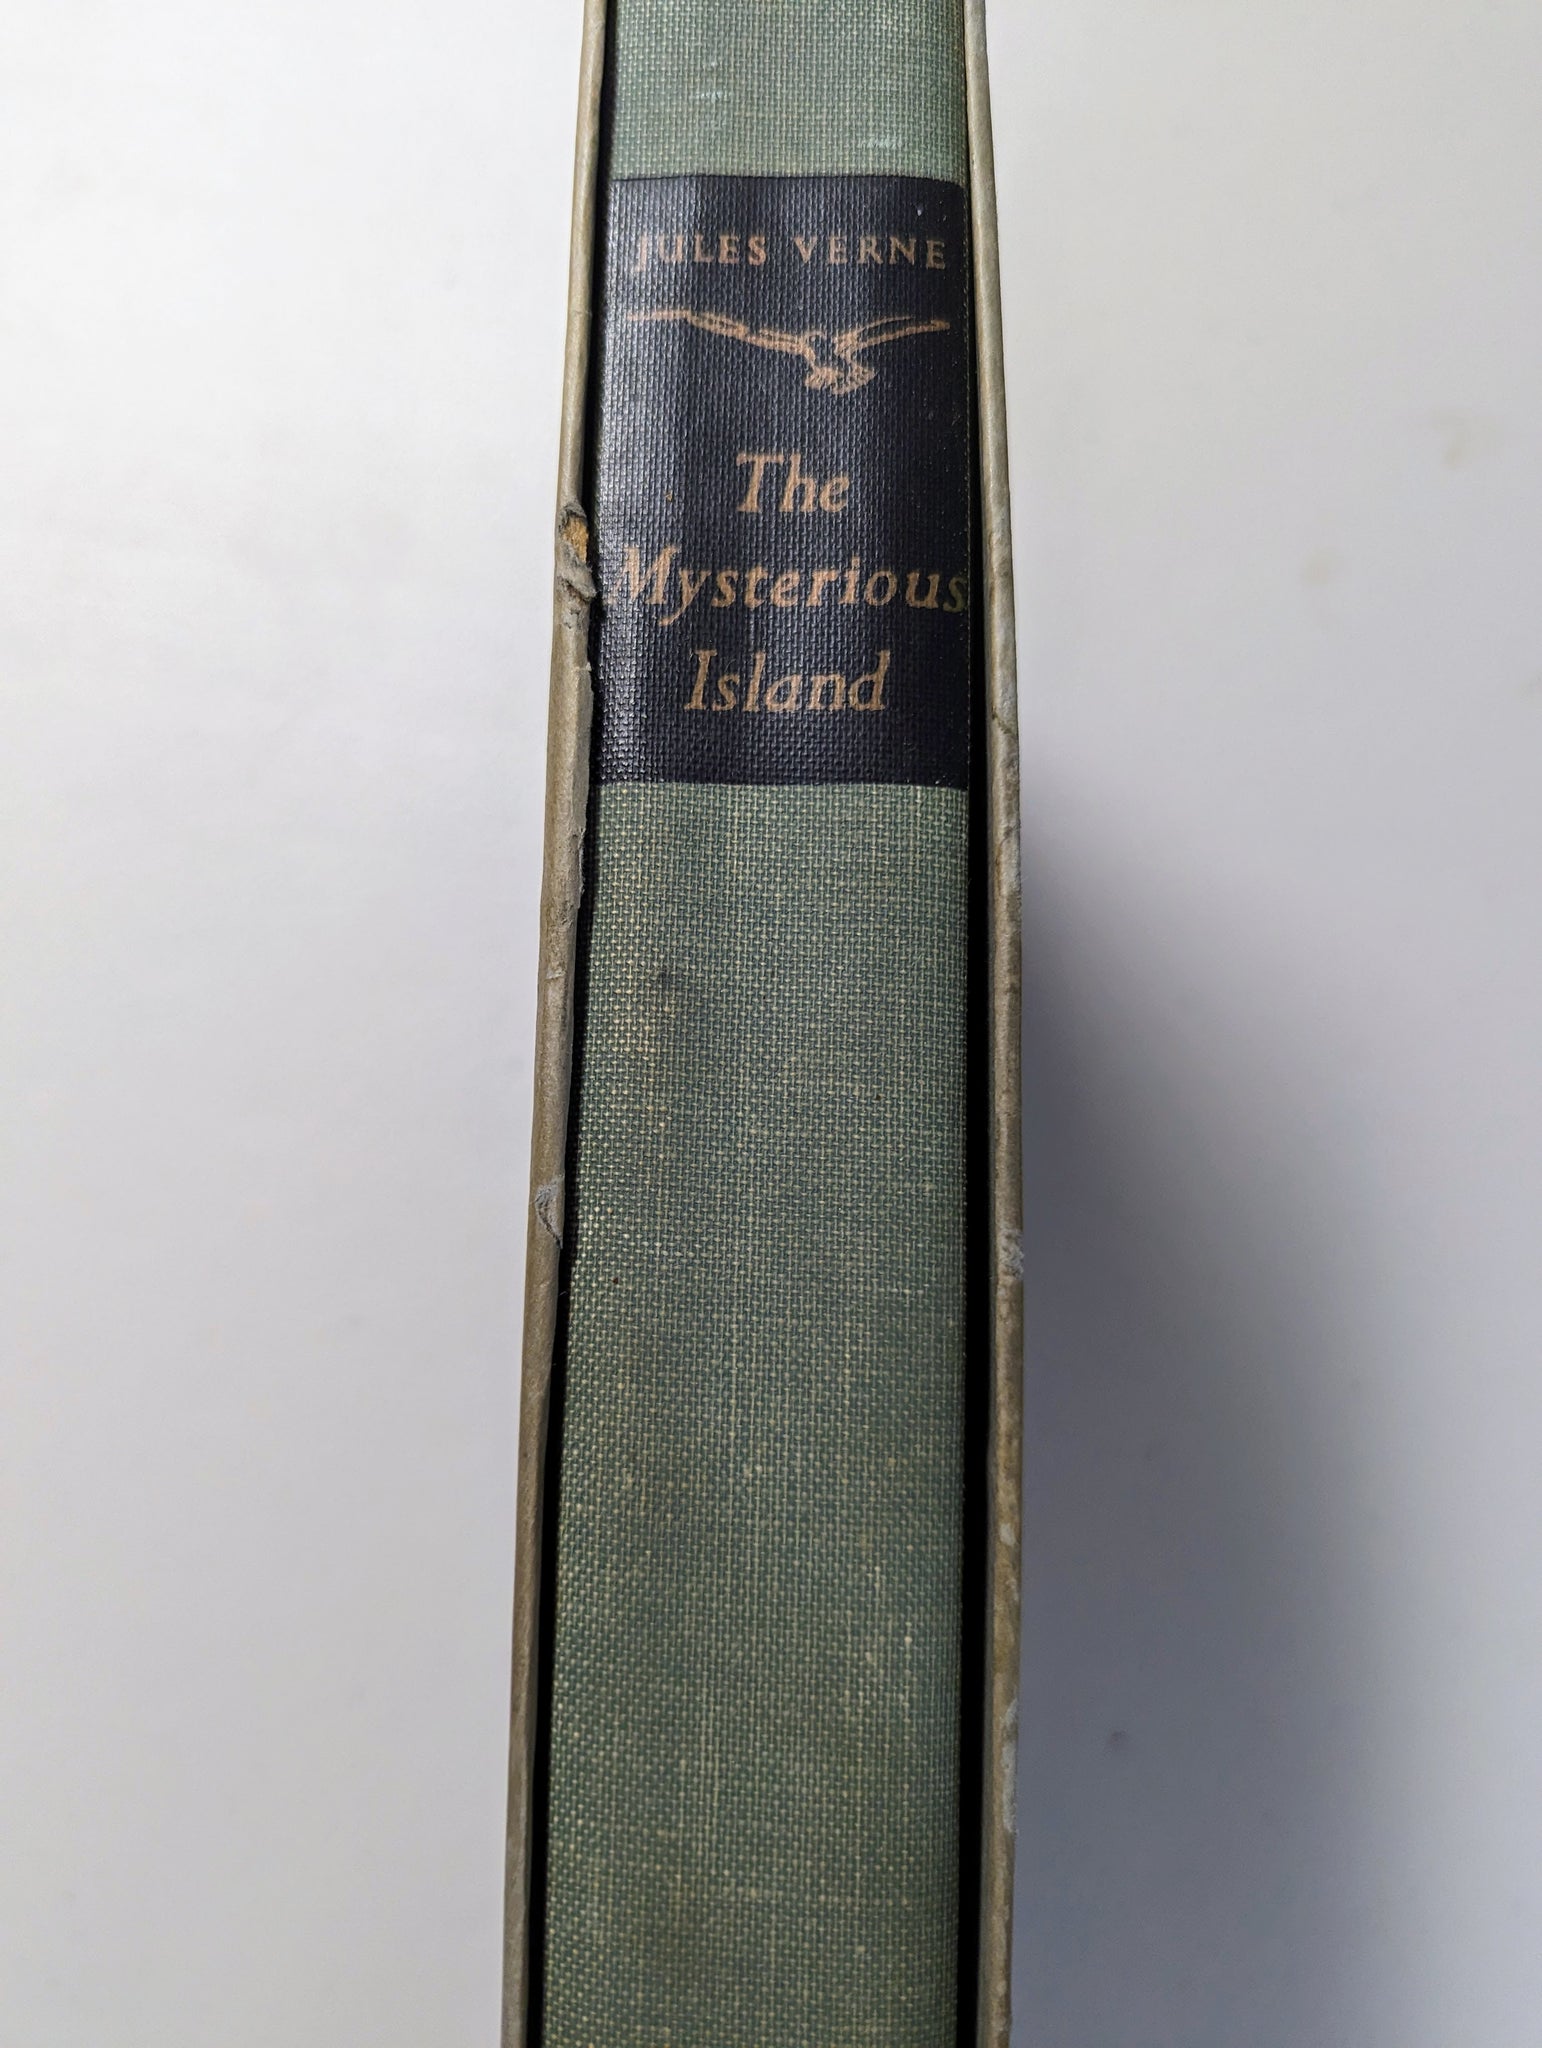 JULES VERNE
The
Mysterious
Island